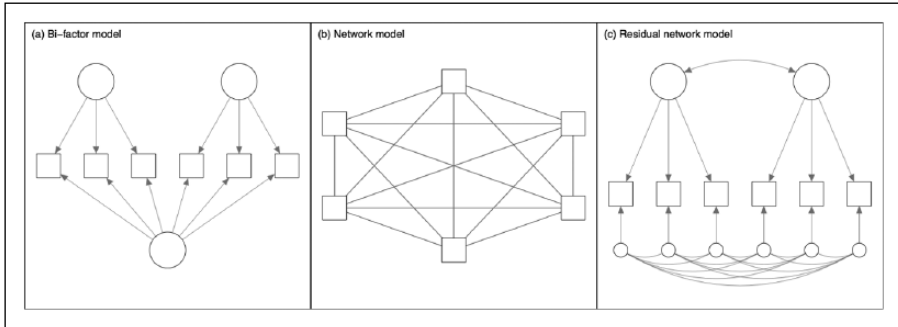 (a) Bi−factor model
(b) Network model
(c) Residual network model